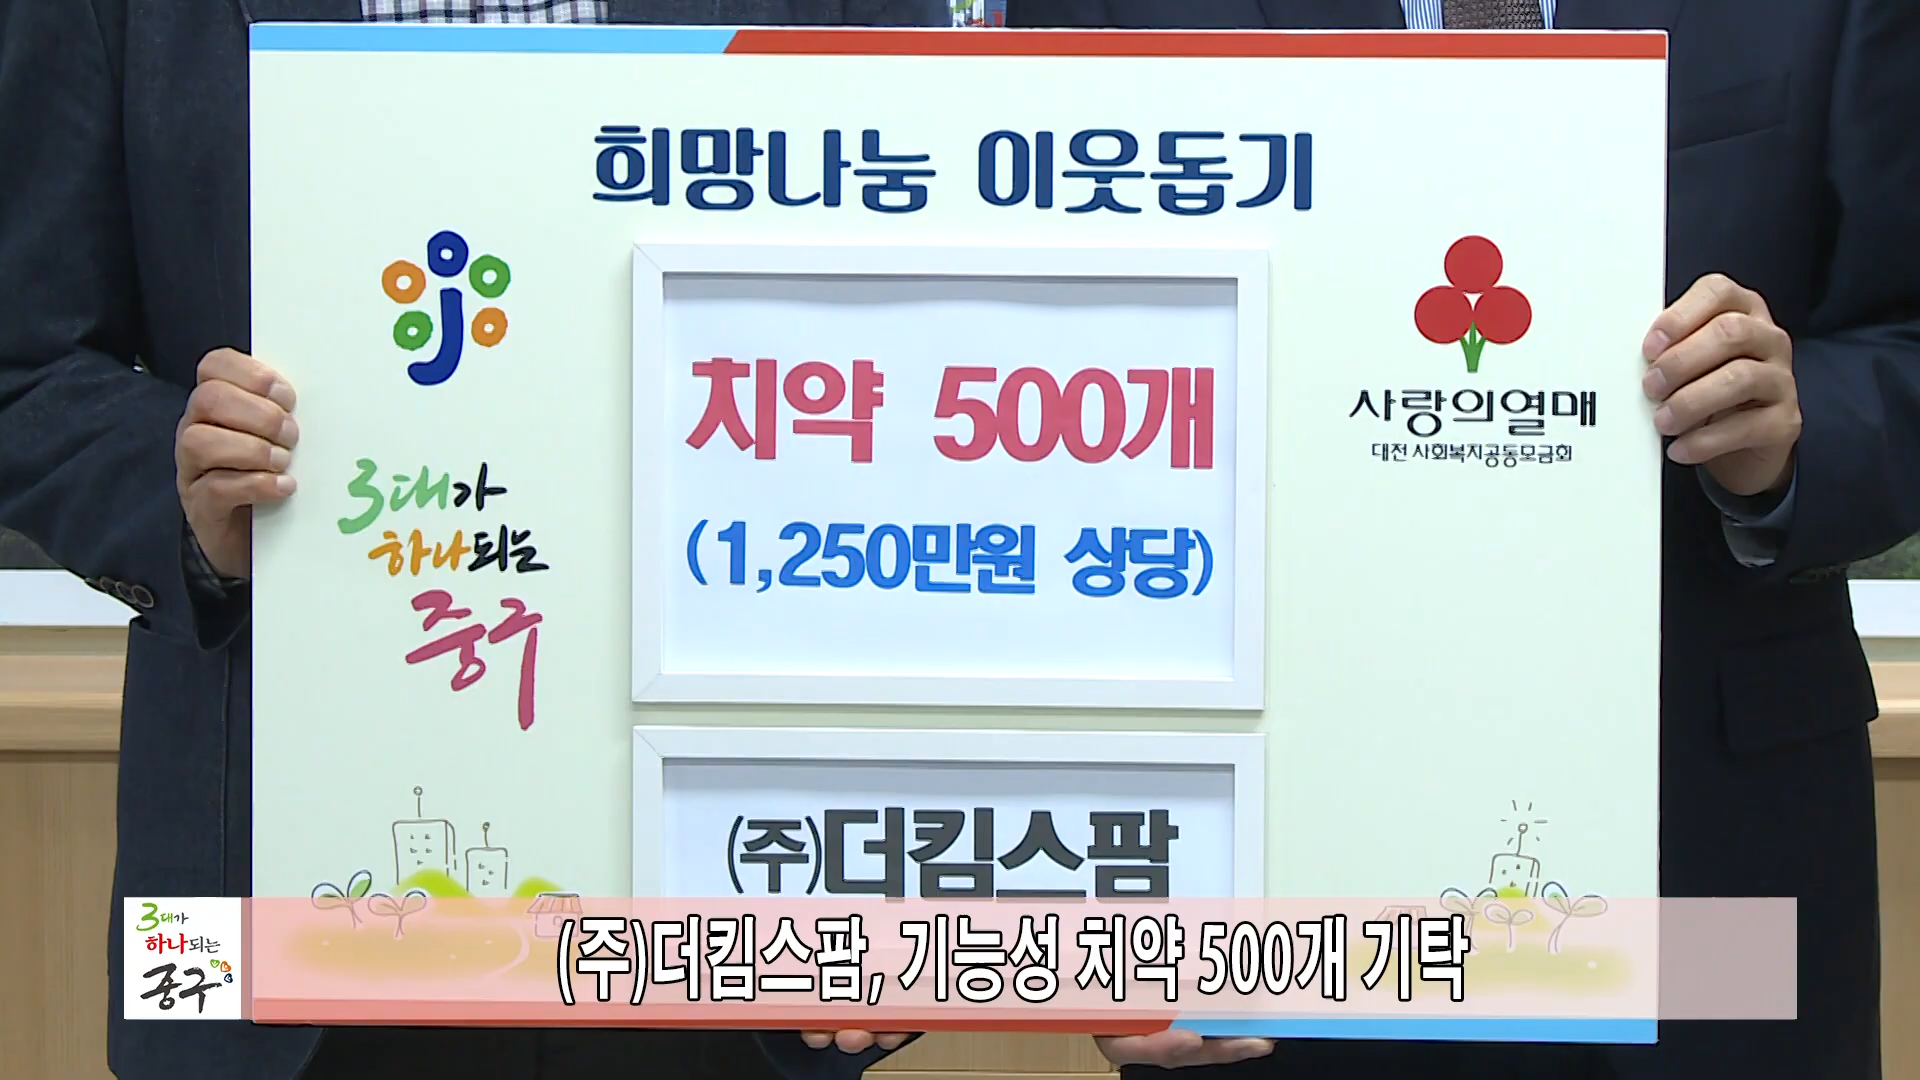 희망나눔 이웃돕기
3대가
하나되는
중구
치약 500개
(1,250만원 상당)
사랑의열매
대전 사회복지공동모금회
(주)더킴스팜
3대가
하나되는
중구
(주)더킴스팜, 기능성 치약 500개 기탁